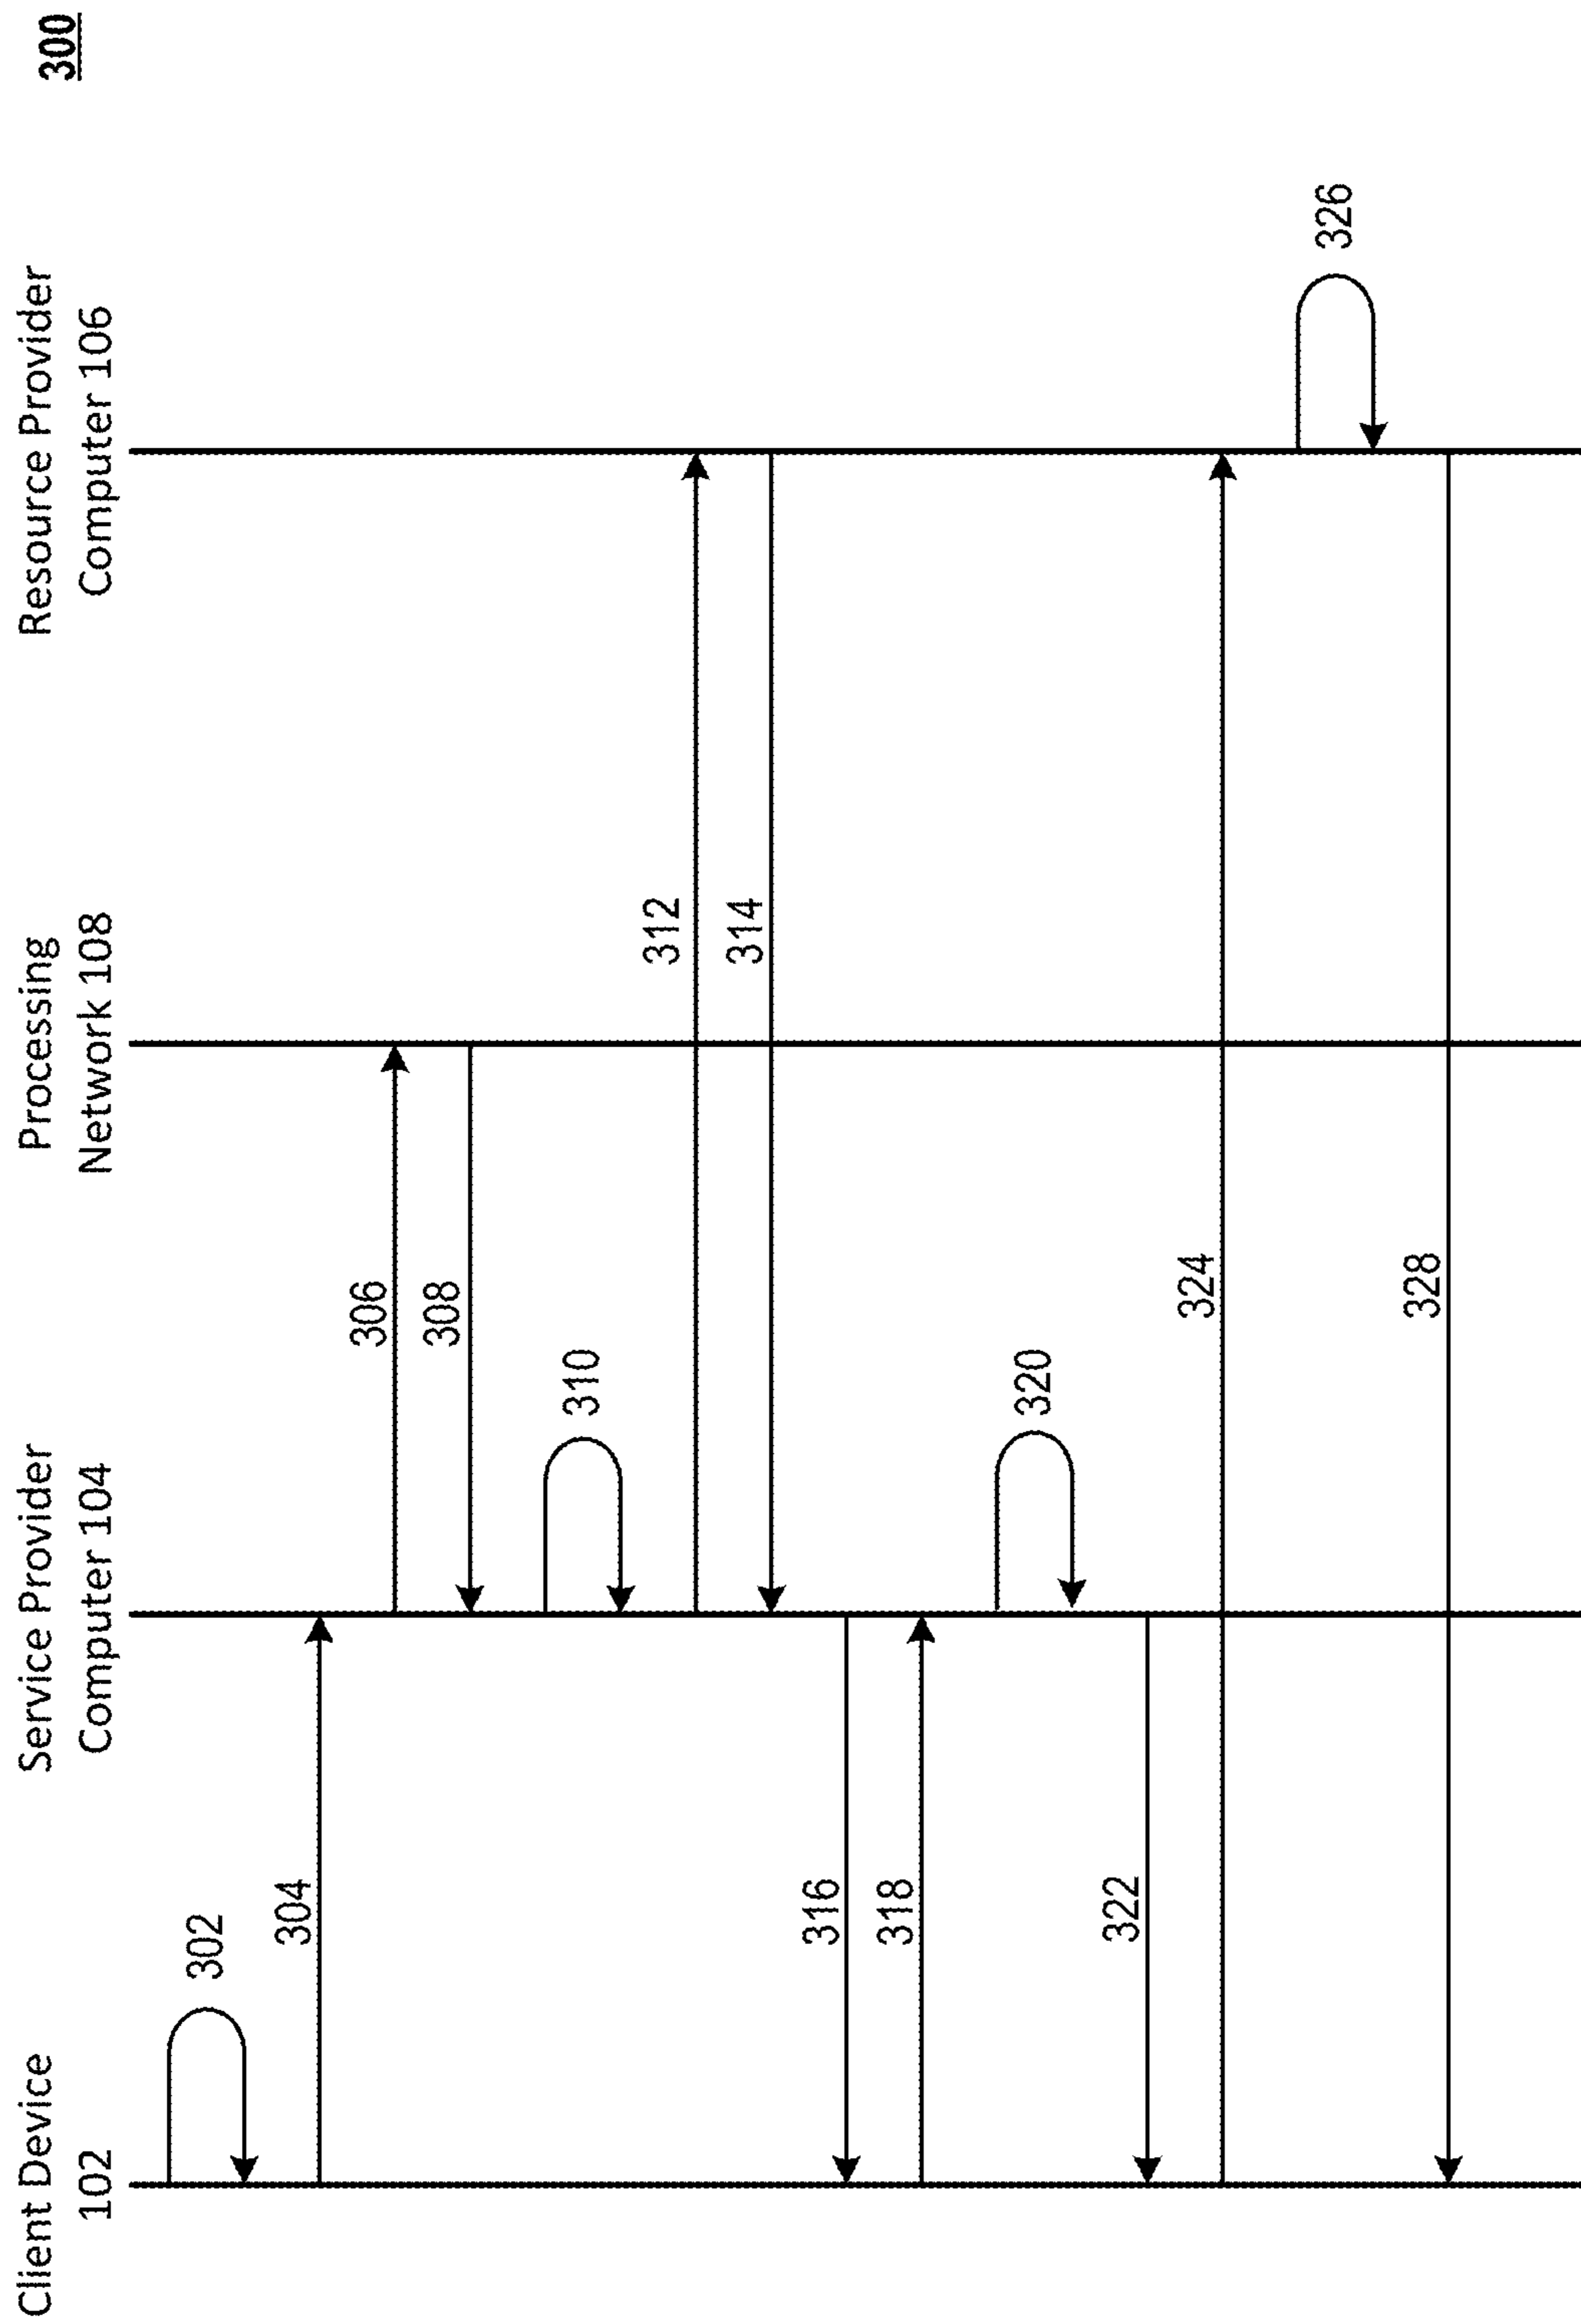 300
Client Device
102
Service Provider
Computer 104
Processing
Network 108
Resource Provider
Computer 106
302
304
306
308
310
312
314
316
318
320
322
324
326
328